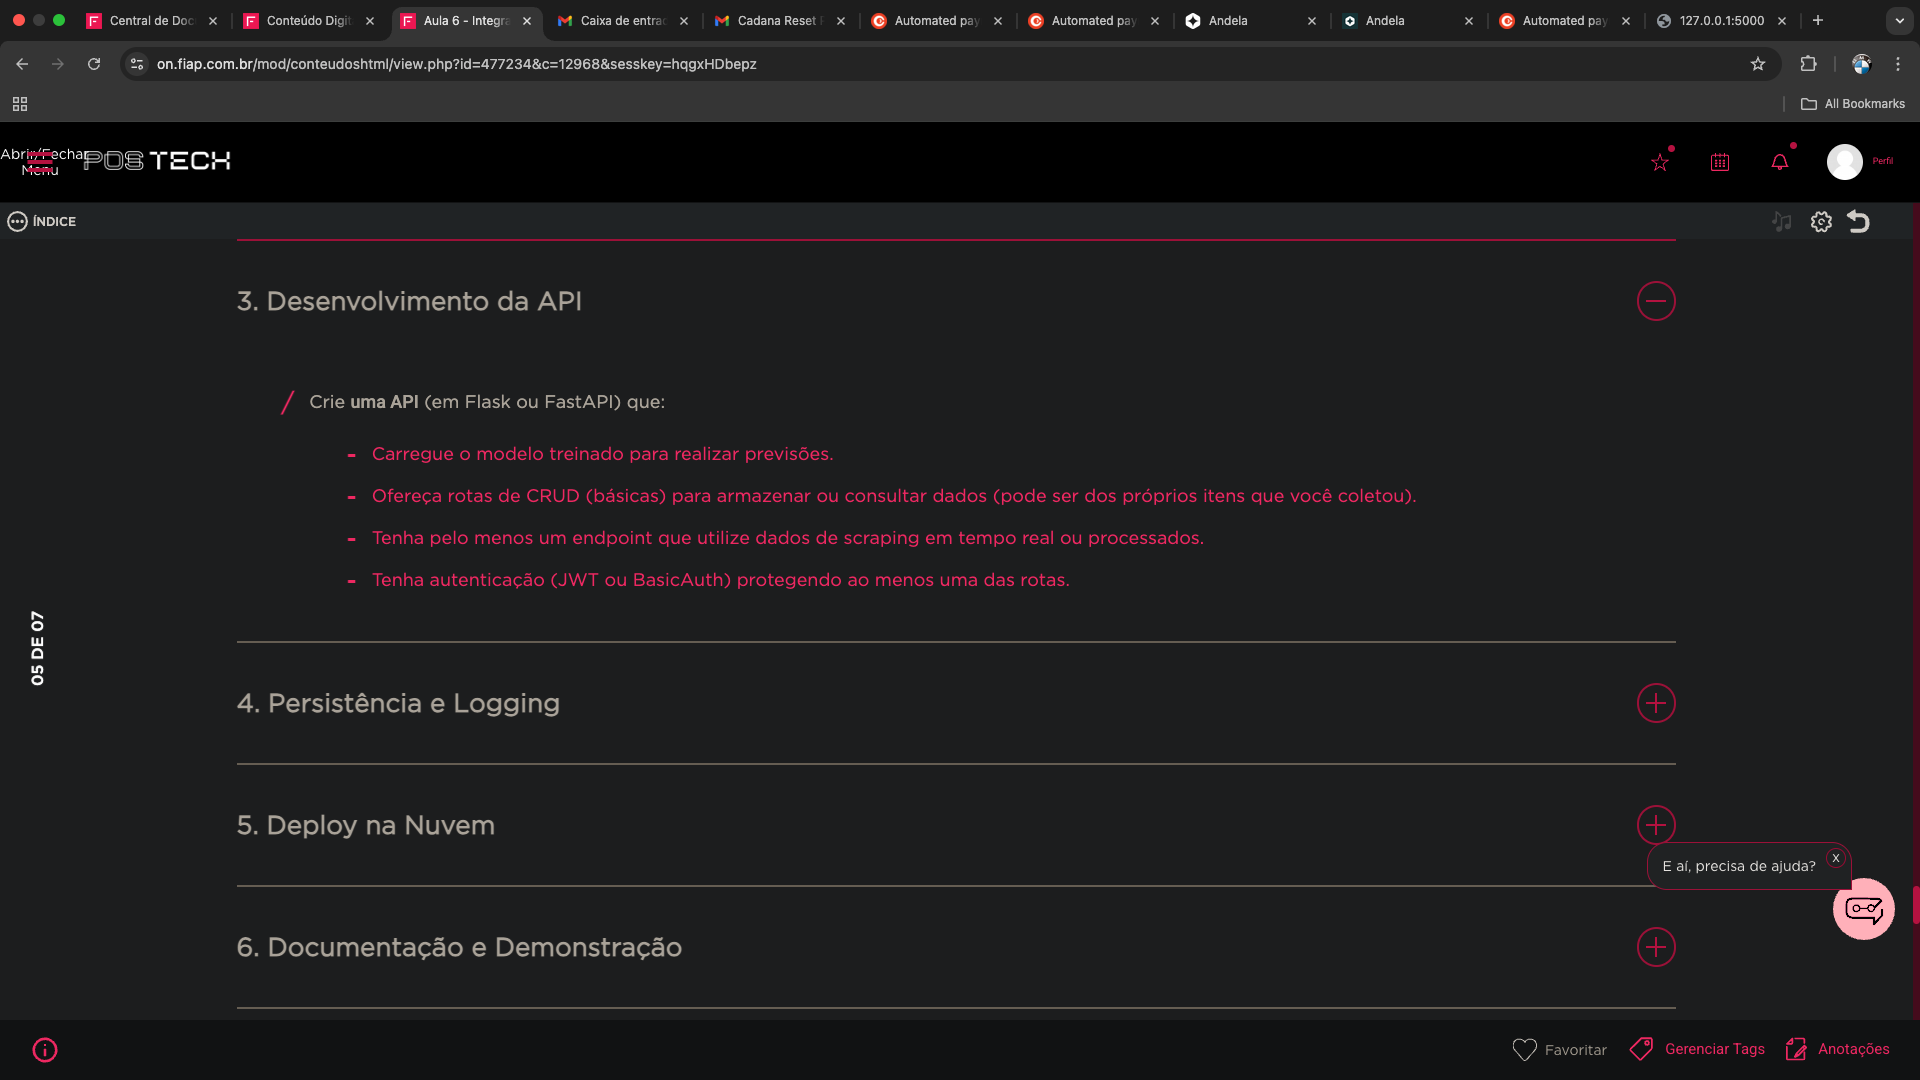 Central de Doc
Conteúdo Digit
Aula 6 - Integra
Caixa de entrad
Cadana Reset P
Automated pay
Automated pay
Andela
Andela
Automated pay
127.0.0.1:5000
on.fiap.com.br/mod/conteudoshtml/view.php?id=477234&c=12968&sesskey=hqgxHDbepz
All Bookmarks
Abrir/Fechar
Menu
POS TECH
Perfil
ÍNDICE
3. Desenvolvimento da API
Crie uma API (em Flask ou FastAPI) que:
- Carregue o modelo treinado para realizar previsões.
- Ofereça rotas de CRUD (básicas) para armazenar ou consultar dados (pode ser dos próprios itens que você coletou).
- Tenha pelo menos um endpoint que utilize dados de scraping em tempo real ou processados.
- Tenha autenticação (JWT ou BasicAuth) protegendo ao menos uma das rotas.
05 DE 07
4. Persistência e Logging
5. Deploy na Nuvem
E aí, precisa de ajuda?
X
6. Documentação e Demonstração
Favoritar
Gerenciar Tags
Anotações